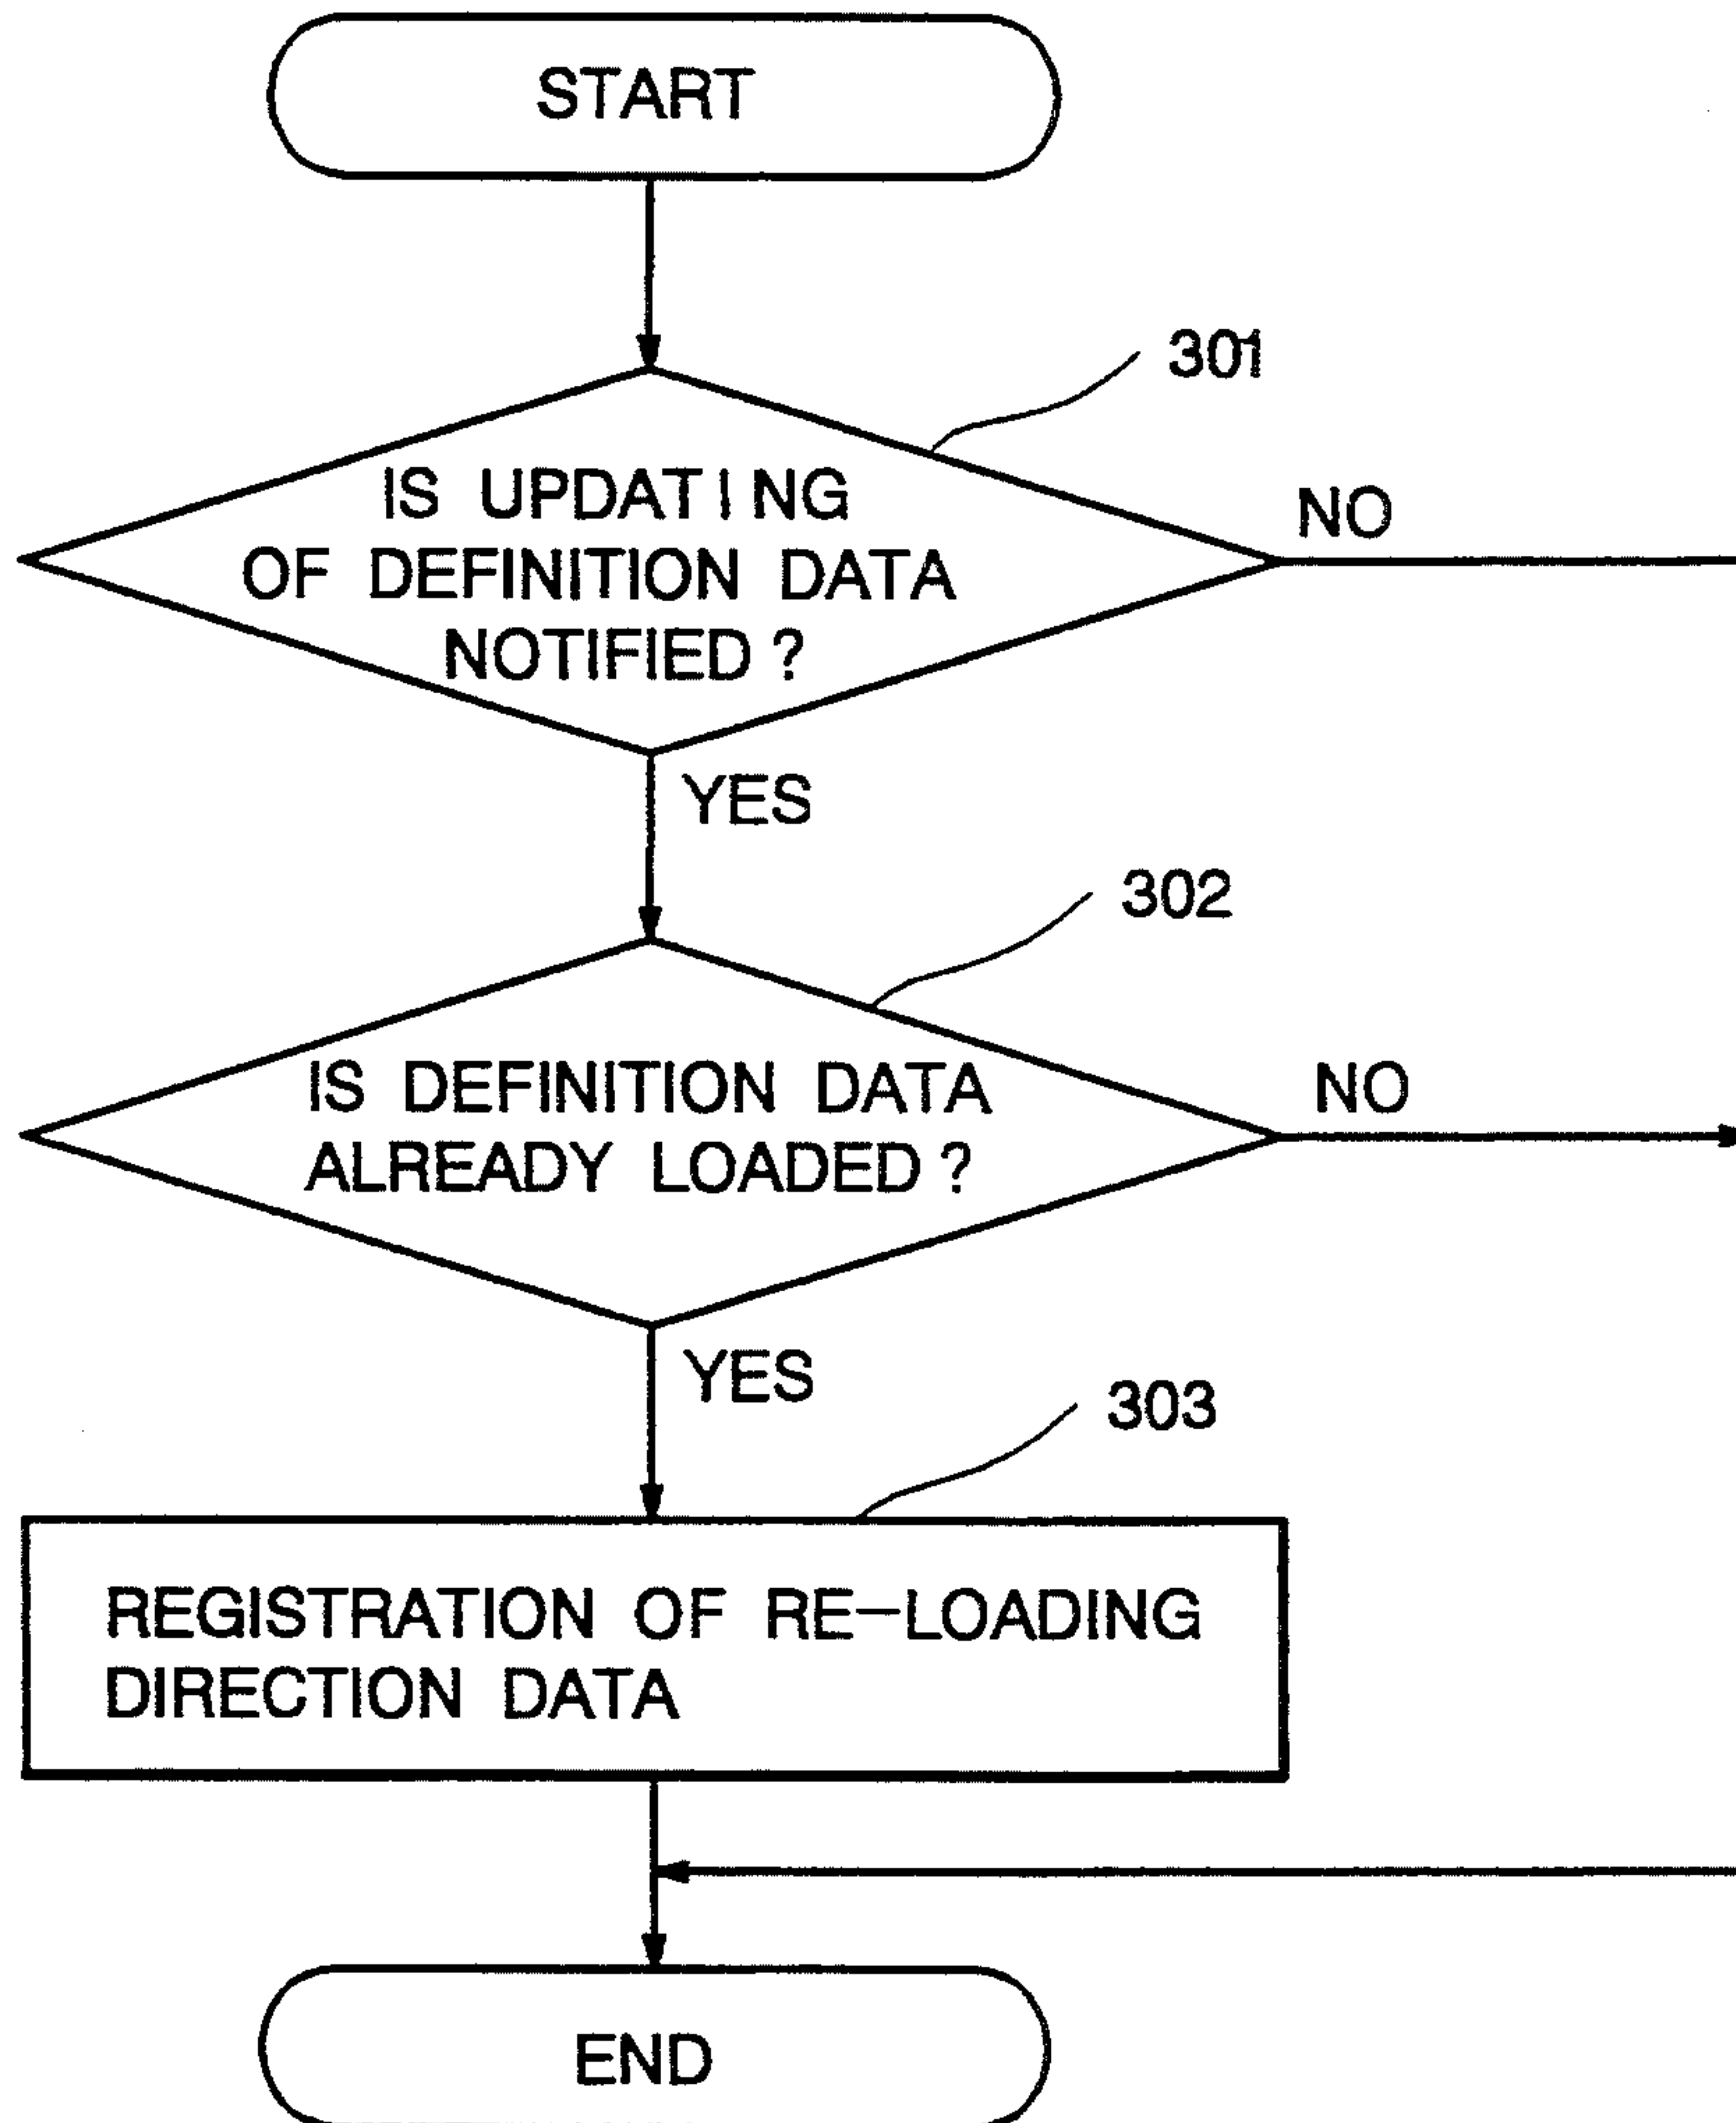 START
301
IS UPDATING
OF DEFINITION DATA
NOTIFIED ?
NO
YES
302
IS DEFINITION DATA
ALREADY LOADED ?
NO
YES
303
REGISTRATION OF RE-LOADING
DIRECTION DATA
END